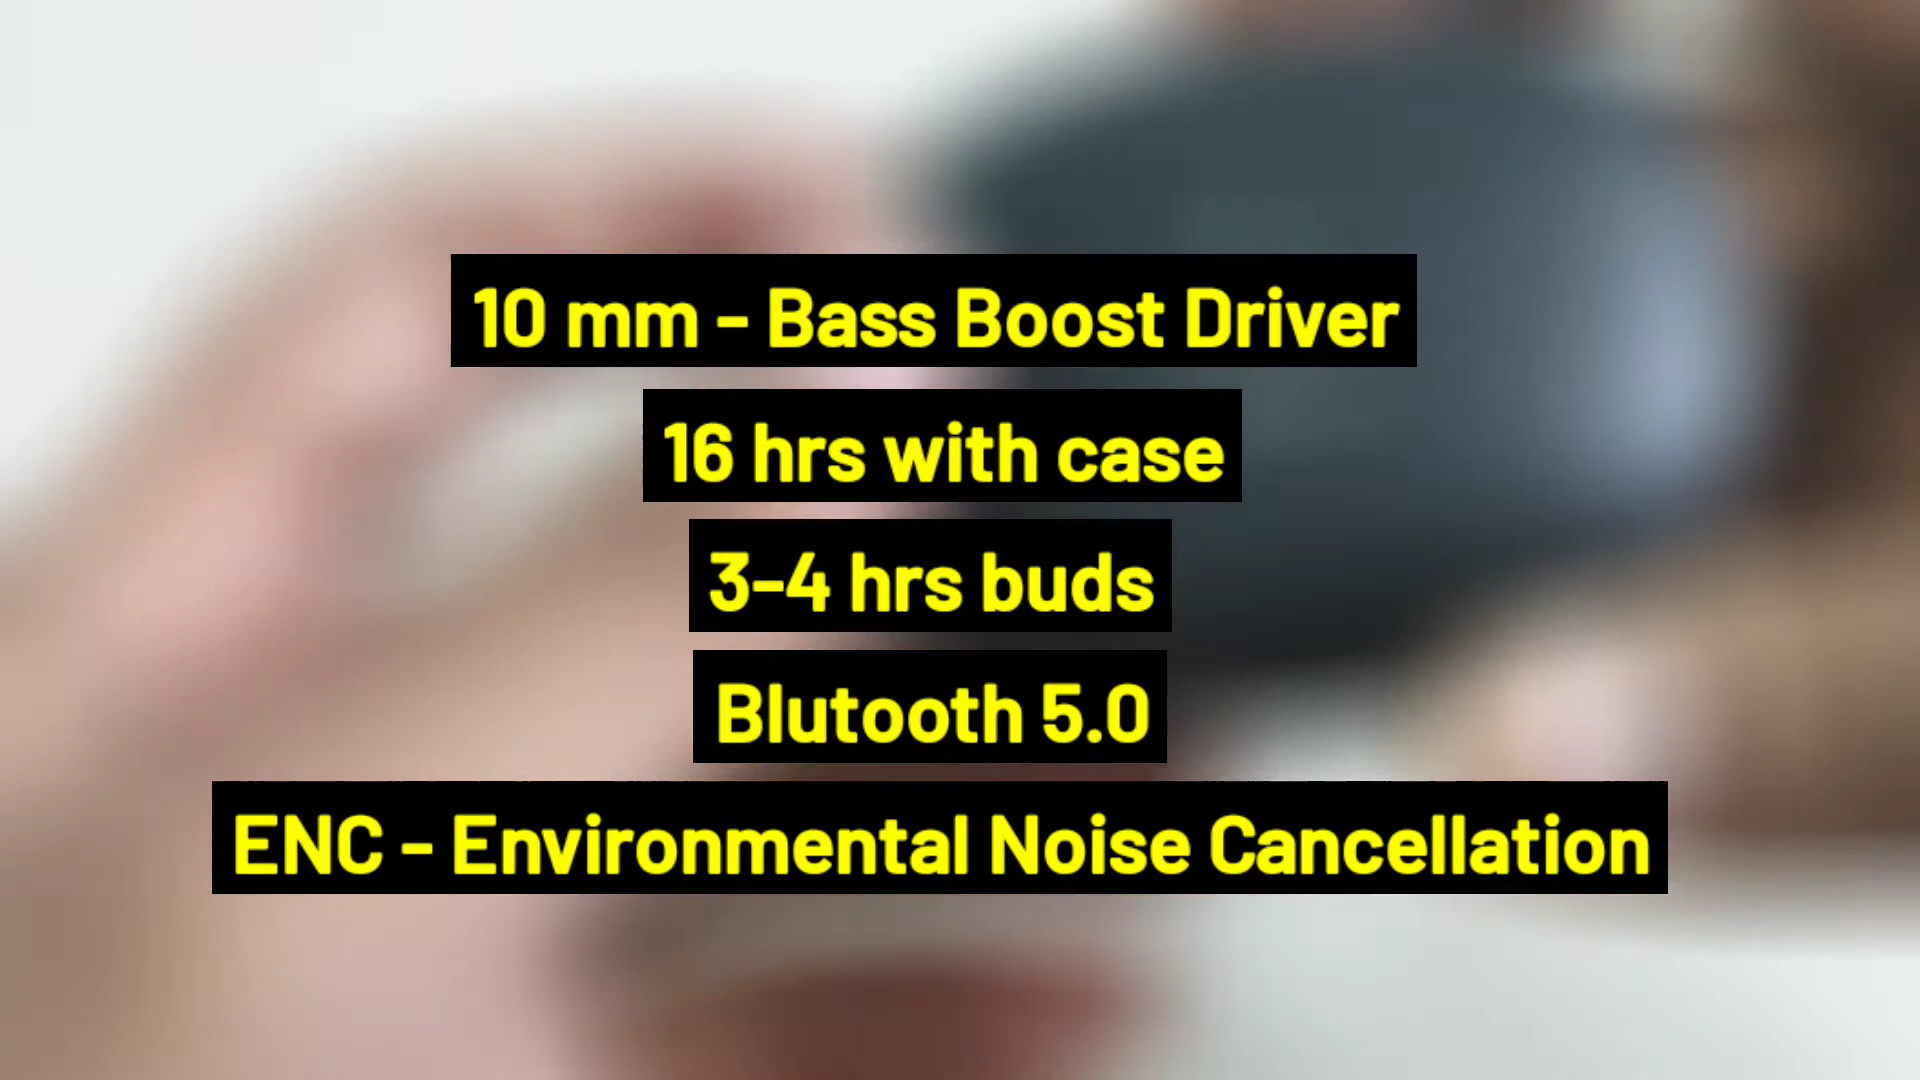 10 mm - Bass Boost Driver
16 hrs with case
3-4 hrs buds
Blutooth 5.0
ENC - Environmental Noise Cancellation